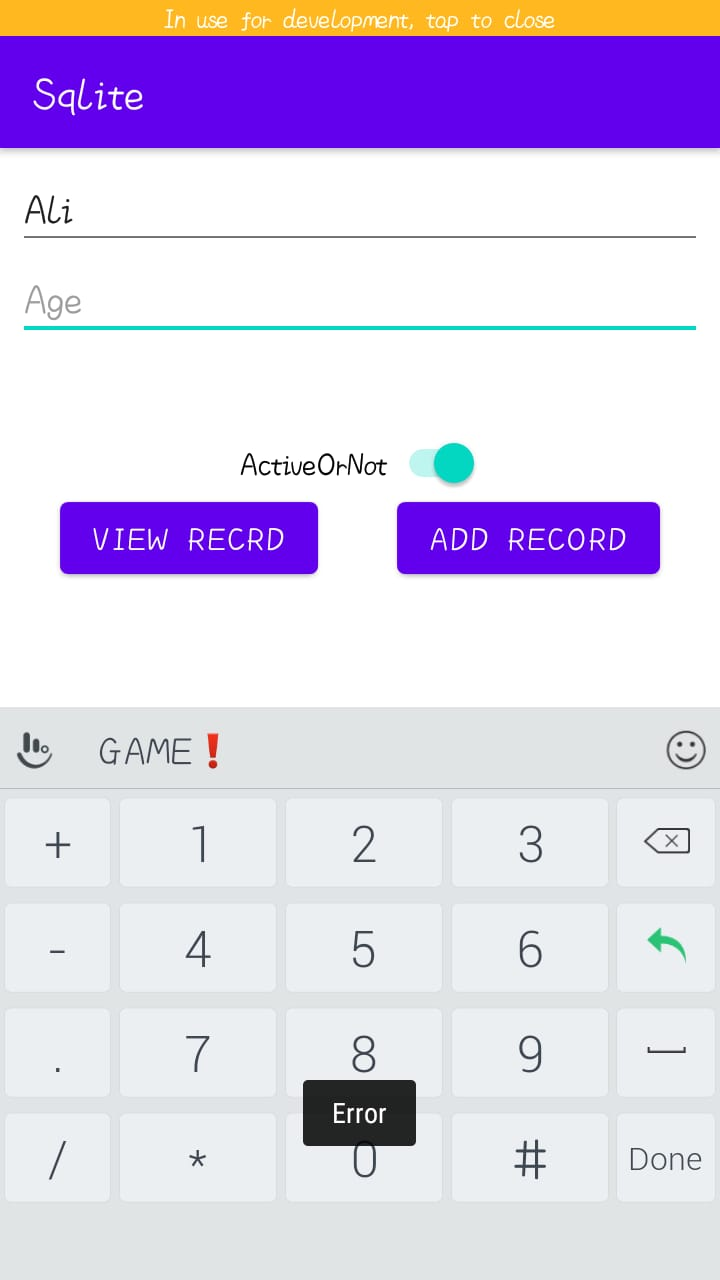 In use for development, tap to close
Sqlite
Ali
Age
ActiveOrNot
VIEW RECRD ADD RECORD
GAME❗
+ 1 2 3
- 4 5 6
. 7 8 9
Error
/ * 0 # Done